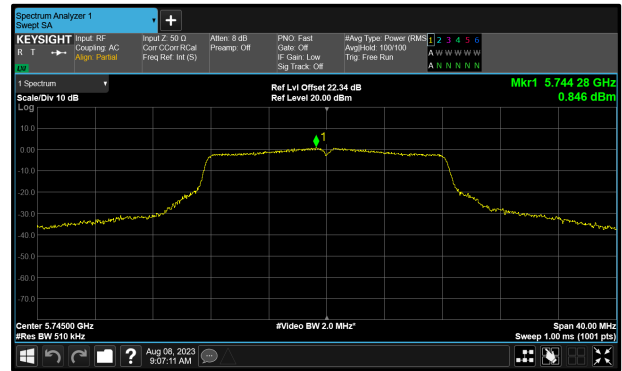 Spectrum Analyzer 1
Swept SA
+
KEYSIGHT
R T
LW
Input: RF
Coupling: AC
Align: Partial
Input Z: 50 Ω
Corr CCorr RCal
Freq Ref: Int (S)
Atten: 8 dB
Preamp: Off
PNO: Fast
Gate: Off
IF Gain: Low
Sig Track: Off
#Avg Type: Power (RMS
Avg|Hold: 100/100
Trig: Free Run
1 2 3 4 5 6
A W W W W W
A N N N N N
1 Spectrum
Scale/Div 10 dB
Ref Lvl Offset 22.34 dB
Ref Level 20.00 dBm
Mkr1 5.744 28 GHz
0.846 dBm
Log
10.0
0.00
-10.0
-20.0
-30.0
-40.0
-50.0
-60.0
-70.0
1
Center 5.74500 GHz
#Res BW 510 kHz
#Video BW 2.0 MHz*
Span 40.00 MHz
Sweep 1.00 ms (1001 pts)
?
Aug 08, 2023
9:07:11 AM